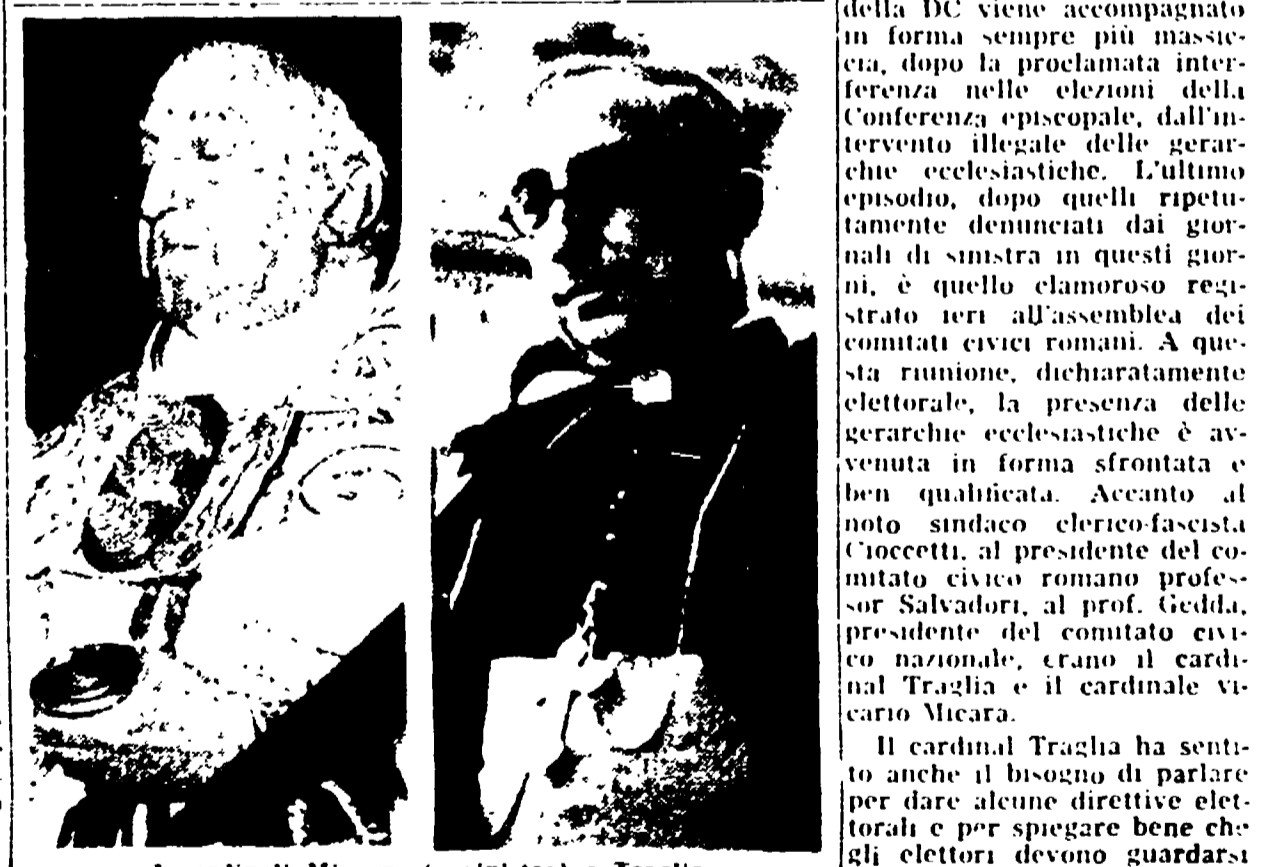 della DC viene accompagnato
in forma sempre più massic-
cia, dopo la proclamata inter-
ferenza nelle elezioni della
Conferenza episcopale, dall'in-
tervento illegale delle gerar-
chie ecclesiastiche. L'ultimo
episodio, dopo quelli ripetu-
tamente denunciati dai gior-
nali di sinistra in questi gior-
ni, è quello clamoroso regi-
strato ieri all'assemblea dei
comitati civici romani. A que-
sta riunione, dichiaratamente
elettorale, la presenza delle
gerarchie ecclesiastiche è av-
venuta in forma sfrontata e
ben qualificata. Accanto al
noto sindaco clerico-fascista
Cioccetti, al presidente del co-
mitato civico romano profes-
sor Salvadori, al prof. Gedda,
presidente del comitato civi-
co nazionale, erano il cardi-
nal Traglia e il cardinale vi-
cario Micara.
Il cardinal Traglia ha senti-
to anche il bisogno di parlare
per dare alcune direttive elet-
torali e per spiegare bene che
gli elettori devono guardarsi